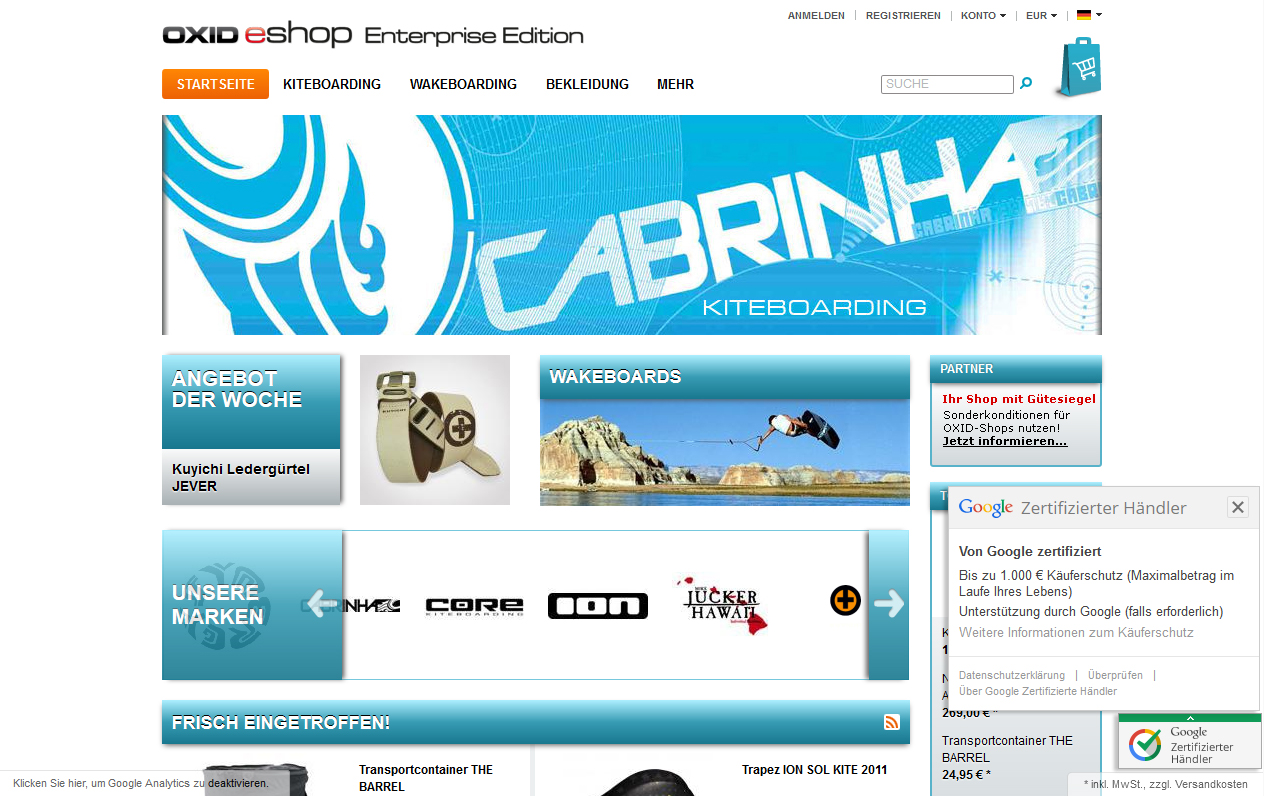 ANMELDEN
REGISTRIEREN
KONTO
EUR
OXID eshop Enterprise Edition
STARTSEITE
KITEBOARDING
WAKEBOARDING
BEKLEIDUNG
MEHR
SUCHE
CABRINHA
CABRINHA
CABR
KITEBOARDING
ANGEBOT
DER WOCHE
Kuyichi Ledergürtel
JEVER
WAKEBOARDS
PARTNER
Ihr Shop mit Gütesiegel
Sonderkonditionen für
OXID-Shops nutzen!
Jetzt informieren...
UNSERE
MARKEN
CABRINHA
CORE
KITEBOARDING
ION
MIKE
JUCKER
HAWAII
Google Zertifizierter Händler
Von Google zertifiziert
Bis zu 1.000 € Käuferschutz (Maximalbetrag im
Laufe Ihres Lebens)
Unterstützung durch Google (falls erforderlich)
Weitere Informationen zum Käuferschutz
Datenschutzerklärung | Überprüfen |
Über Google Zertifizierte Händler
269,00 € *
Transportcontainer THE
BARREL
24,95 € *
Google
Zertifizierter
Händler
FRISCH EINGETROFFEN!
Transportcontainer THE
BARREL
Trapez ION SOL KITE 2011
Klicken Sie hier, um Google Analytics zu deaktivieren.
* inkl. MwSt., zzgl. Versandkosten